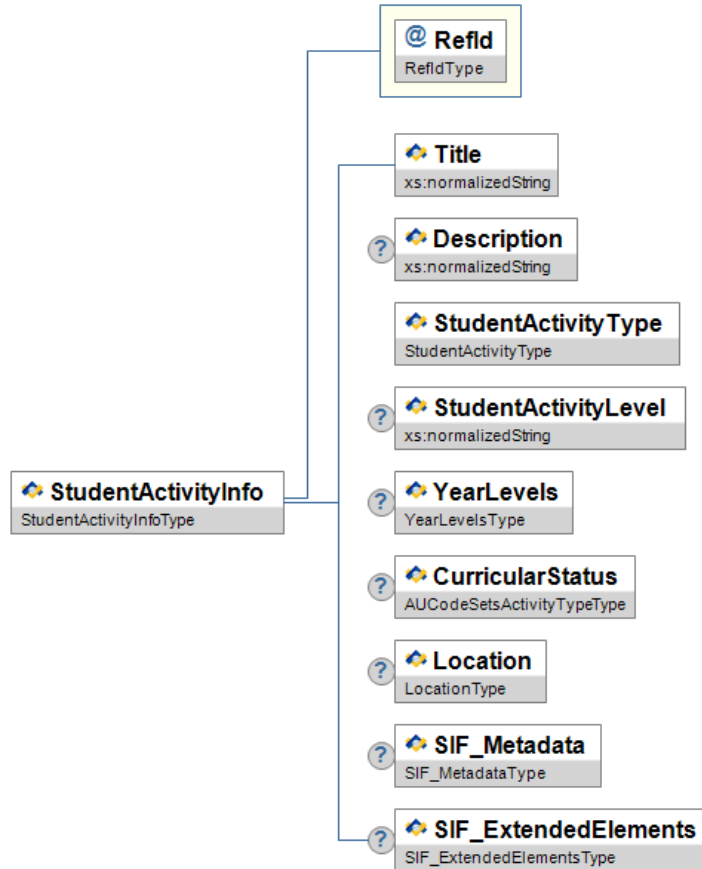 @ RefId
RefIdType
Title
xs:normalizedString
? Description
xs:normalizedString
StudentActivityType
StudentActivityType
? StudentActivityLevel
xs:normalizedString
StudentActivityInfo
StudentActivityInfoType
? YearLevels
YearLevelsType
? CurricularStatus
AUCodeSetsActivityTypeType
? Location
LocationType
? SIF_Metadata
SIF_MetadataType
? SIF_ExtendedElements
SIF_ExtendedElementsType